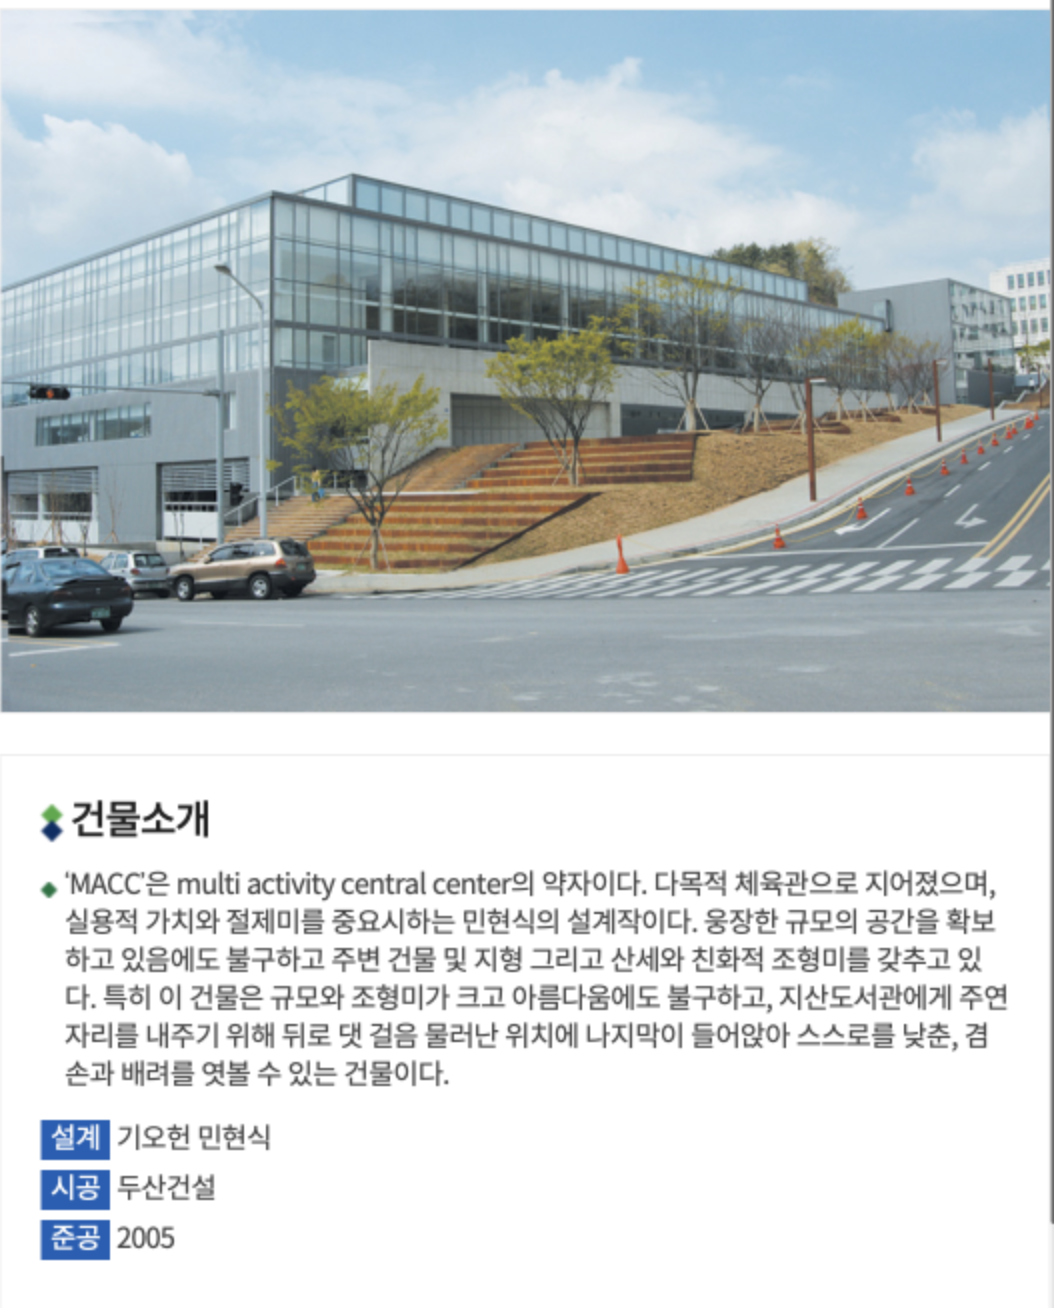 건물소개
‘MACC’은 multi activity central center의 약자이다. 다목적 체육관으로 지어졌으며,
실용적 가치와 절제미를 중요시하는 민현식의 설계작이다. 웅장한 규모의 공간을 확보
하고 있음에도 불구하고 주변 건물 및 지형 그리고 산세와 친화적 조형미를 갖추고 있
다. 특히 이 건물은 규모와 조형미가 크고 아름다움에도 불구하고, 지산도서관에게 주연
자리를 내주기 위해 뒤로 댓 걸음 물러난 위치에 나지막이 들어앉아 스스로를 낮춘, 겸
손과 배려를 엿볼 수 있는 건물이다.
설계 기오헌 민현식
시공 두산건설
준공 2005